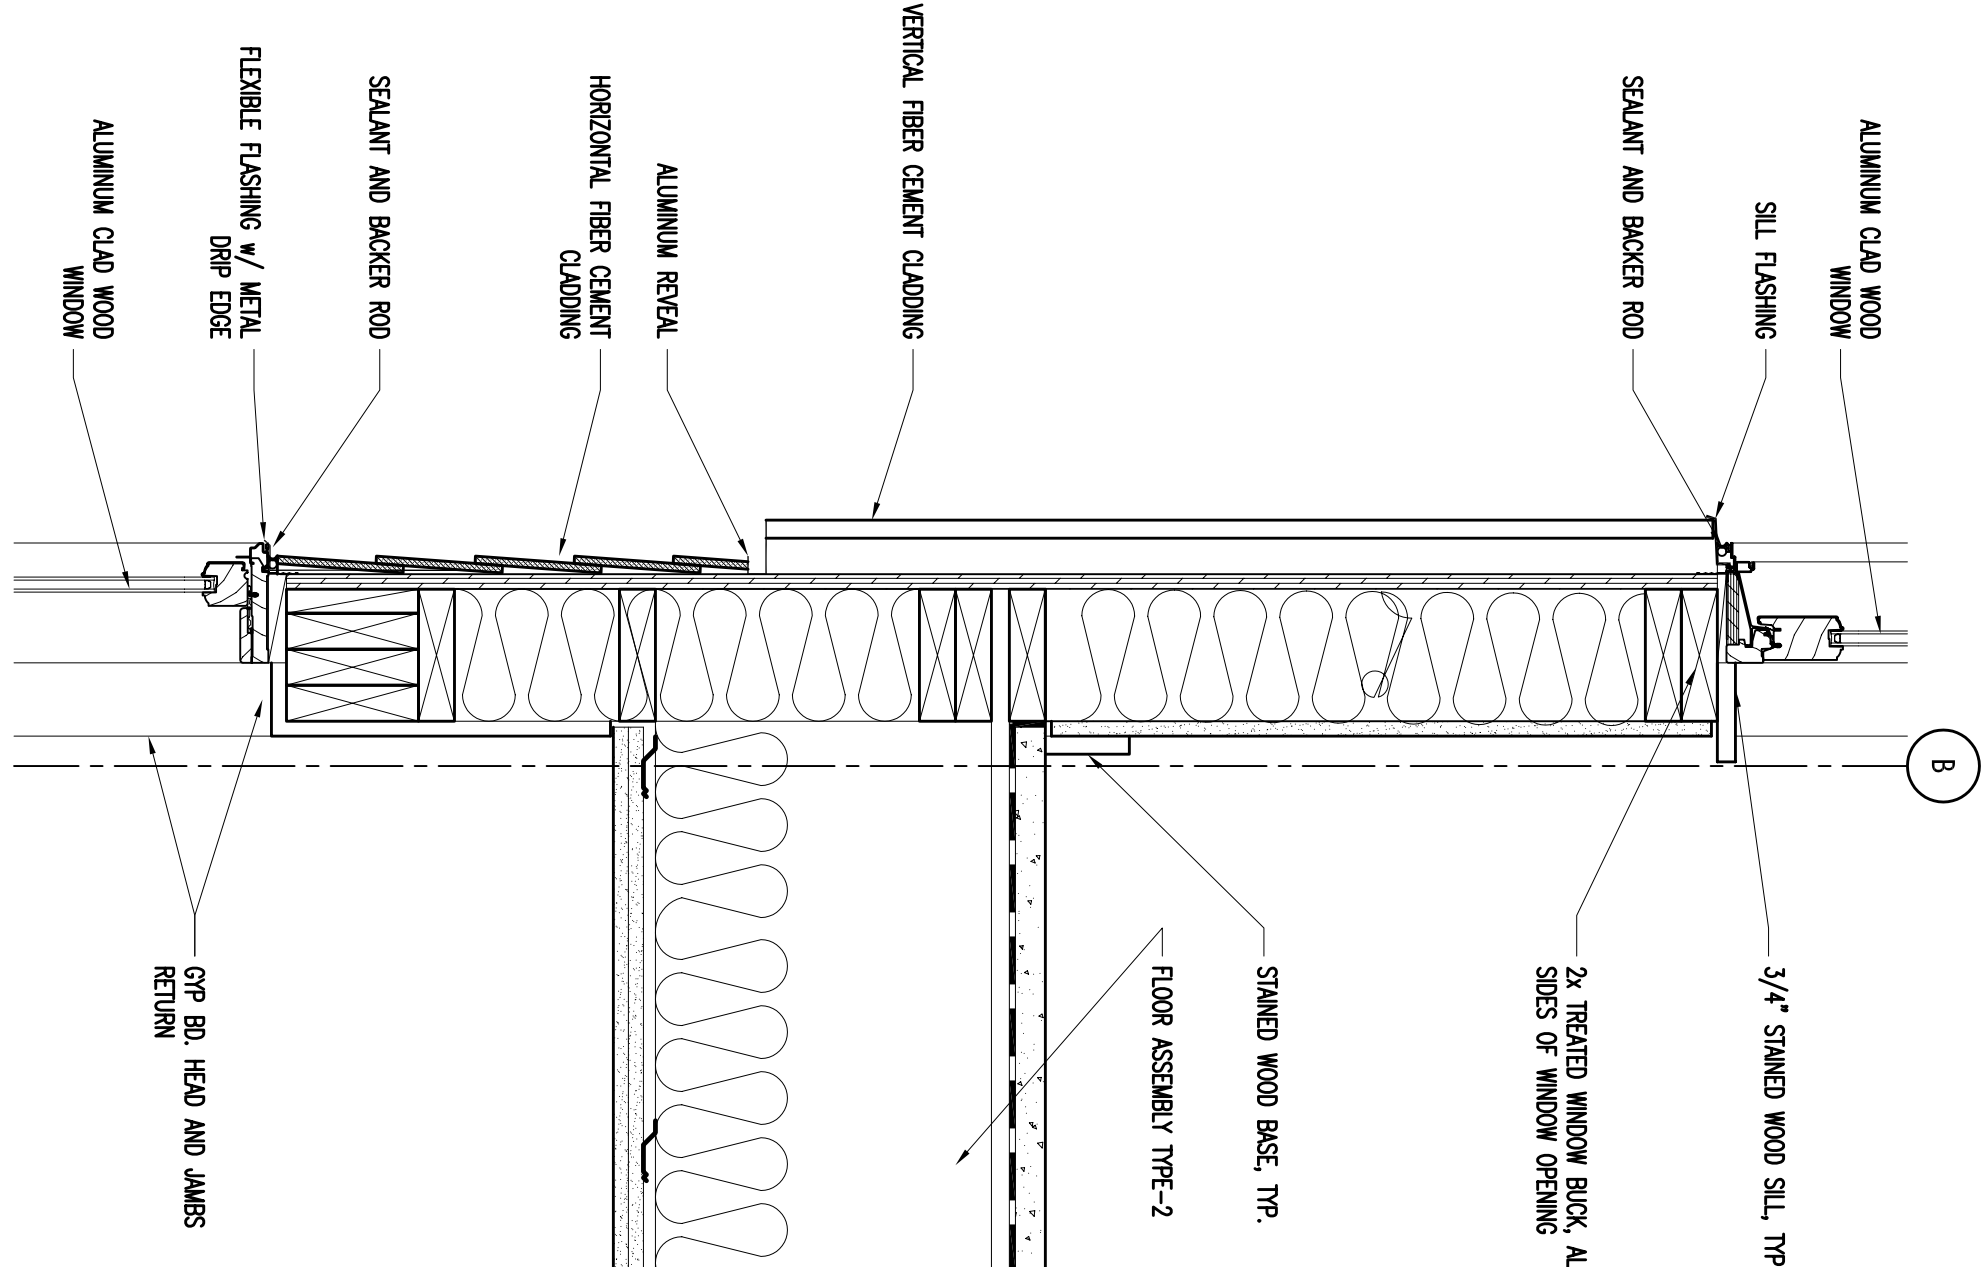 ALUMINUM CLAD WOOD
WINDOW
SILL FLASHING
SEALANT AND BACKER ROD
VERTICAL FIBER CEMENT CLADDING
ALUMINUM REVEAL
HORIZONTAL FIBER CEMENT
CLADDING
SEALANT AND BACKER ROD
FLEXIBLE FLASHING w/ METAL
DRIP EDGE
ALUMINUM CLAD WOOD
WINDOW
B
3/4" STAINED WOOD SILL, TYP
2x TREATED WINDOW BUCK, AL
SIDES OF WINDOW OPENING
STAINED WOOD BASE, TYP.
FLOOR ASSEMBLY TYPE-2
GYP BD. HEAD AND JAMBS
RETURN